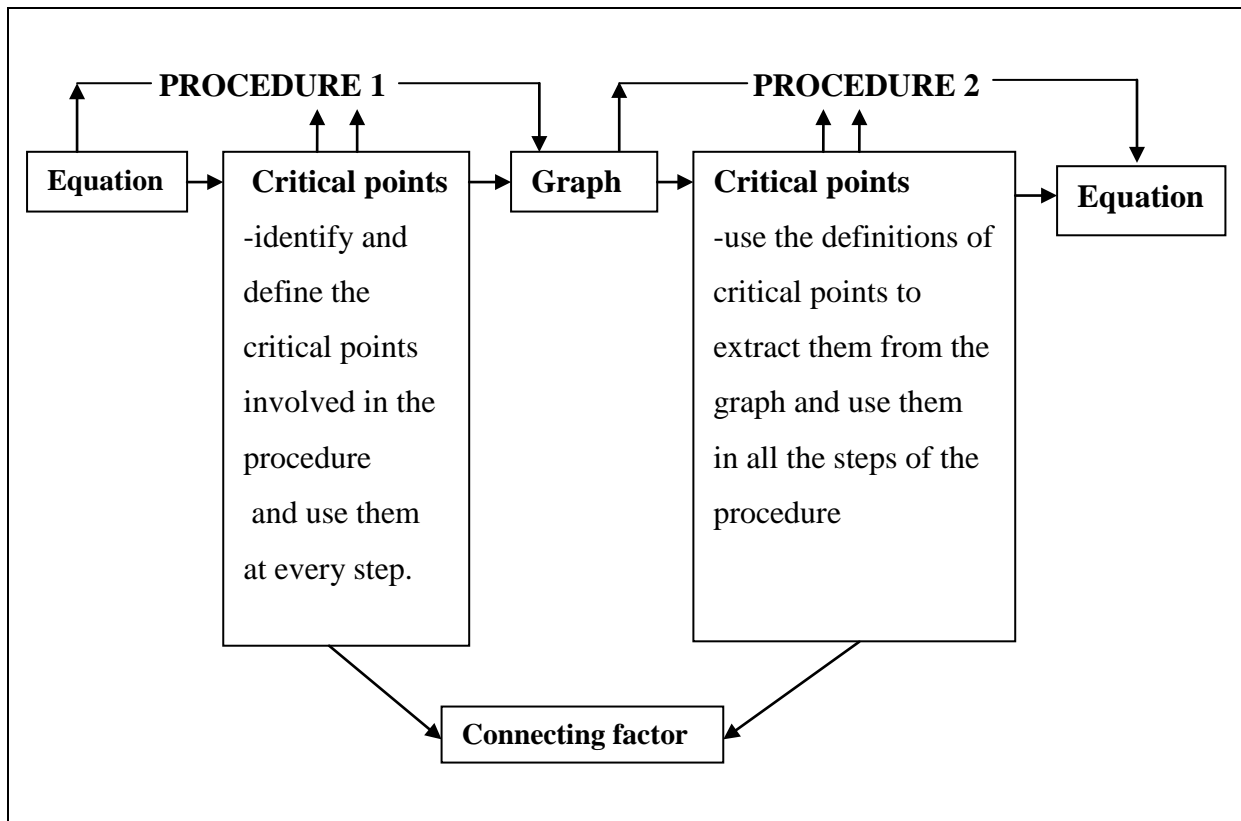 PROCEDURE 1
PROCEDURE 2
Equation
Critical points
-identify and
define the
critical points
involved in the
procedure
and use them
at every step.
Graph
Critical points
-use the definitions of
critical points to
extract them from the
graph and use them
in all the steps of the
procedure
Equation
Connecting factor